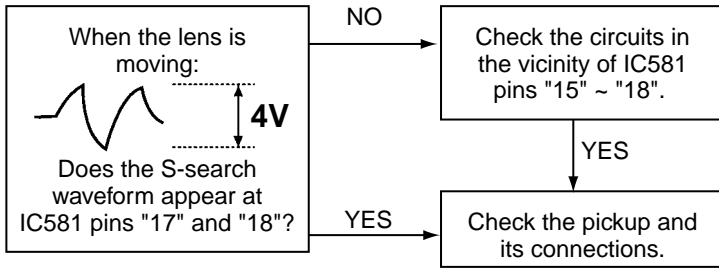 When the lens is
moving:
4V
Does the S-search
waveform appear at
IC581 pins "17" and "18"?
NO
Check the circuits in
the vicinity of IC581
pins "15" ~ "18".
YES
YES
Check the pickup and
its connections.